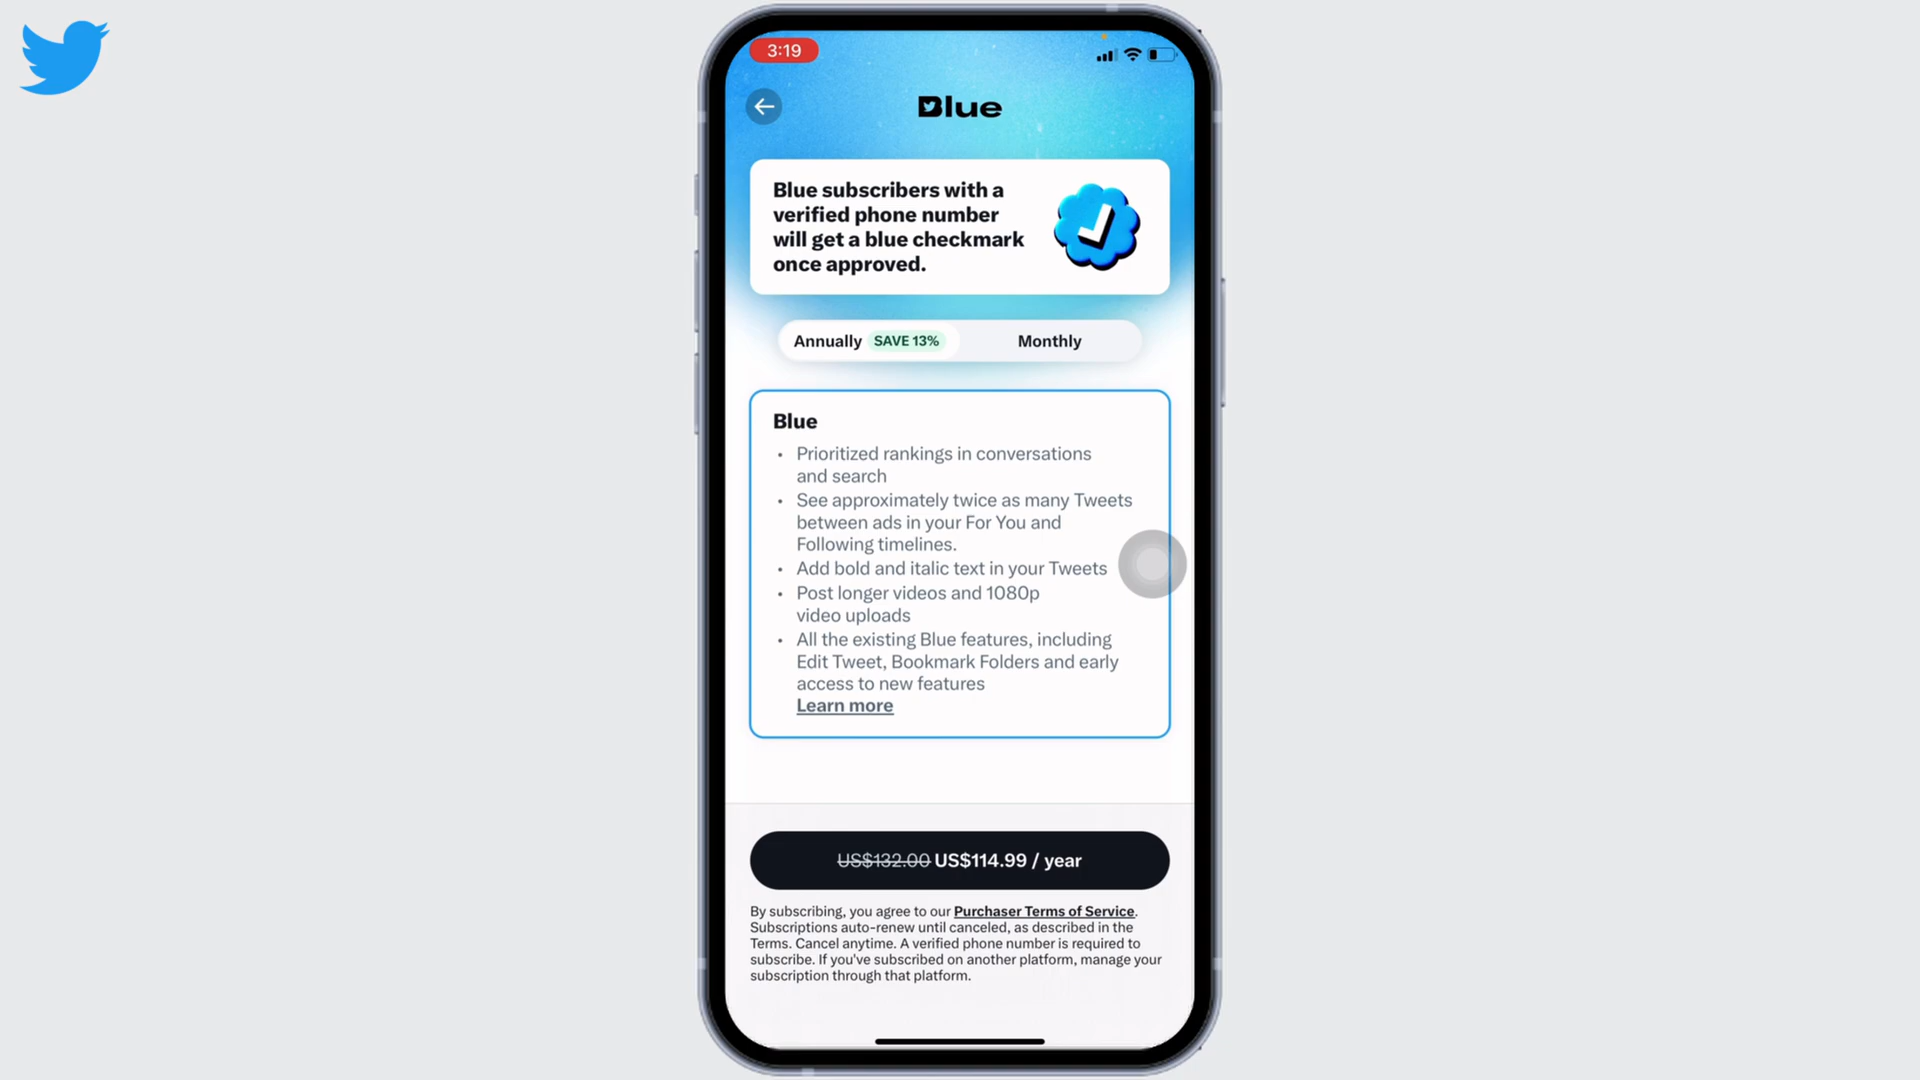 3:19
Blue
Blue subscribers with a
verified phone number
will get a blue checkmark
once approved.
Annually SAVE 13% Monthly
Blue
• Prioritized rankings in conversations
and search
• See approximately twice as many Tweets
between ads in your For You and
Following timelines.
• Add bold and italic text in your Tweets
• Post longer videos and 1080p
video uploads
• All the existing Blue features, including
Edit Tweet, Bookmark Folders and early
access to new features
Learn more
US$132.00 US$114.99 / year
By subscribing, you agree to our Purchaser Terms of Service.
Subscriptions auto-renew until canceled, as described in the
Terms. Cancel anytime. A verified phone number is required to
subscribe. If you've subscribed on another platform, manage your
subscription through that platform.